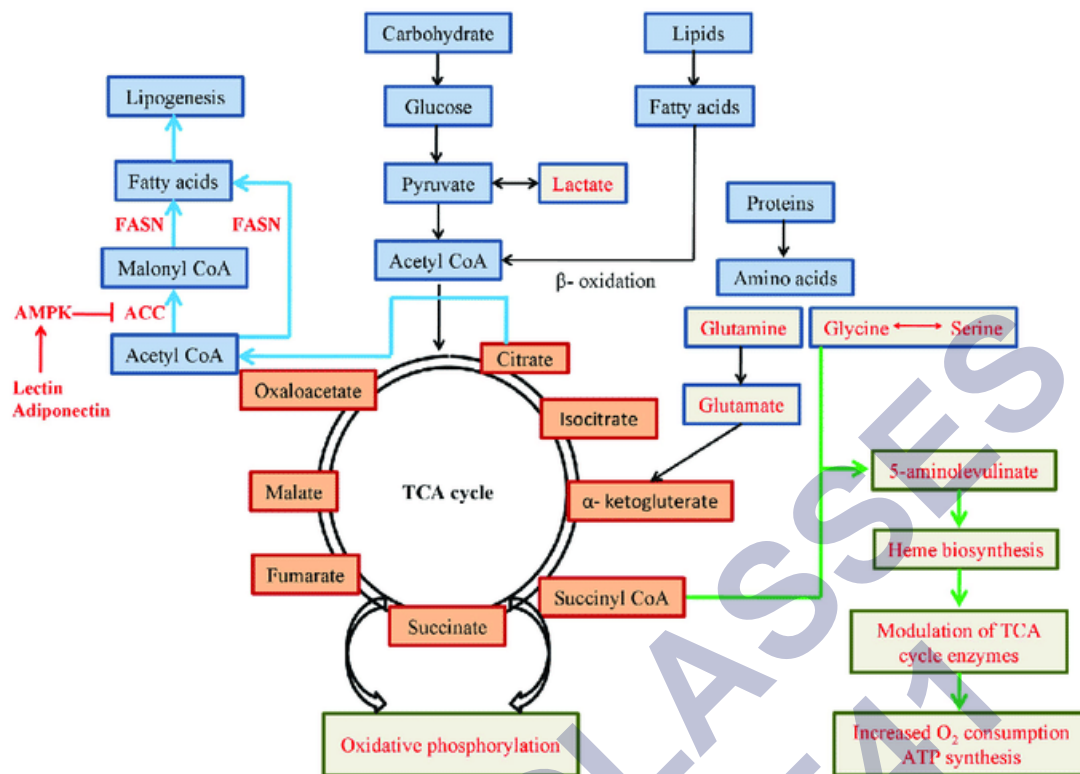 Carbohydrate
Lipids
Lipogenesis
Glucose
Fatty acids
Fatty acids
Pyruvate
Lactate
Proteins
FASN
FASN
Malonyl CoA
Acetyl CoA
β- oxidation
Amino acids
AMPK
ACC
Acetyl CoA
Glutamine
Glycine
Serine
Lectin
Adiponectin
Citrate
Oxaloacetate
Isocitrate
Glutamate
TCA cycle
Malate
α- ketogluterate
5-aminolevulinate
Heme biosynthesis
Fumarate
Succinyl CoA
Succinate
Modulation of TCA
cycle enzymes
Oxidative phosphorylation
Increased O₂ consumption
ATP synthesis
LASSES
41